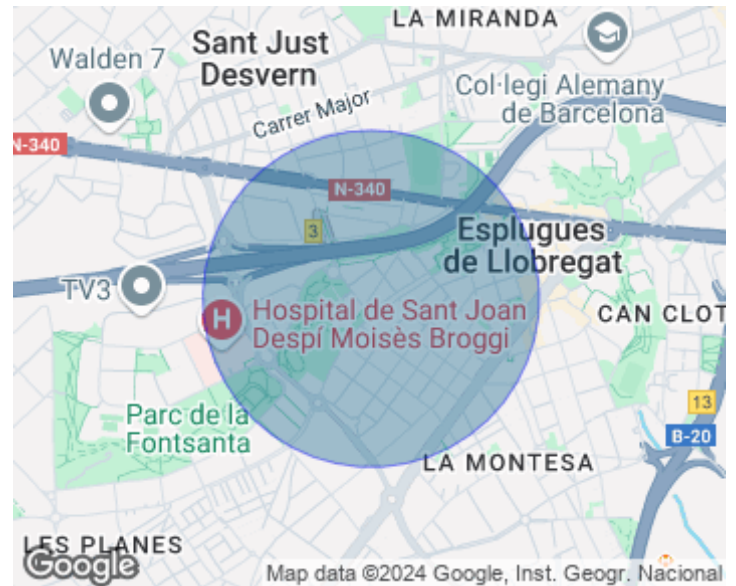 LA MIRANDA
Sant Just
Desvern
Walden 7
Col·legi Alemany
de Barcelona
Carrer Major
N-340
N-340
3
Esplugues
de Llobregat
TV3
H
Hospital de Sant Joan
Despí Moisès Broggi
CAN CLOT
13
B-20
Parc de la
Fontsanta
LA MONTESA
LES PLANES
Google
Map data ©2024 Google, Inst. Geogr. Nacional